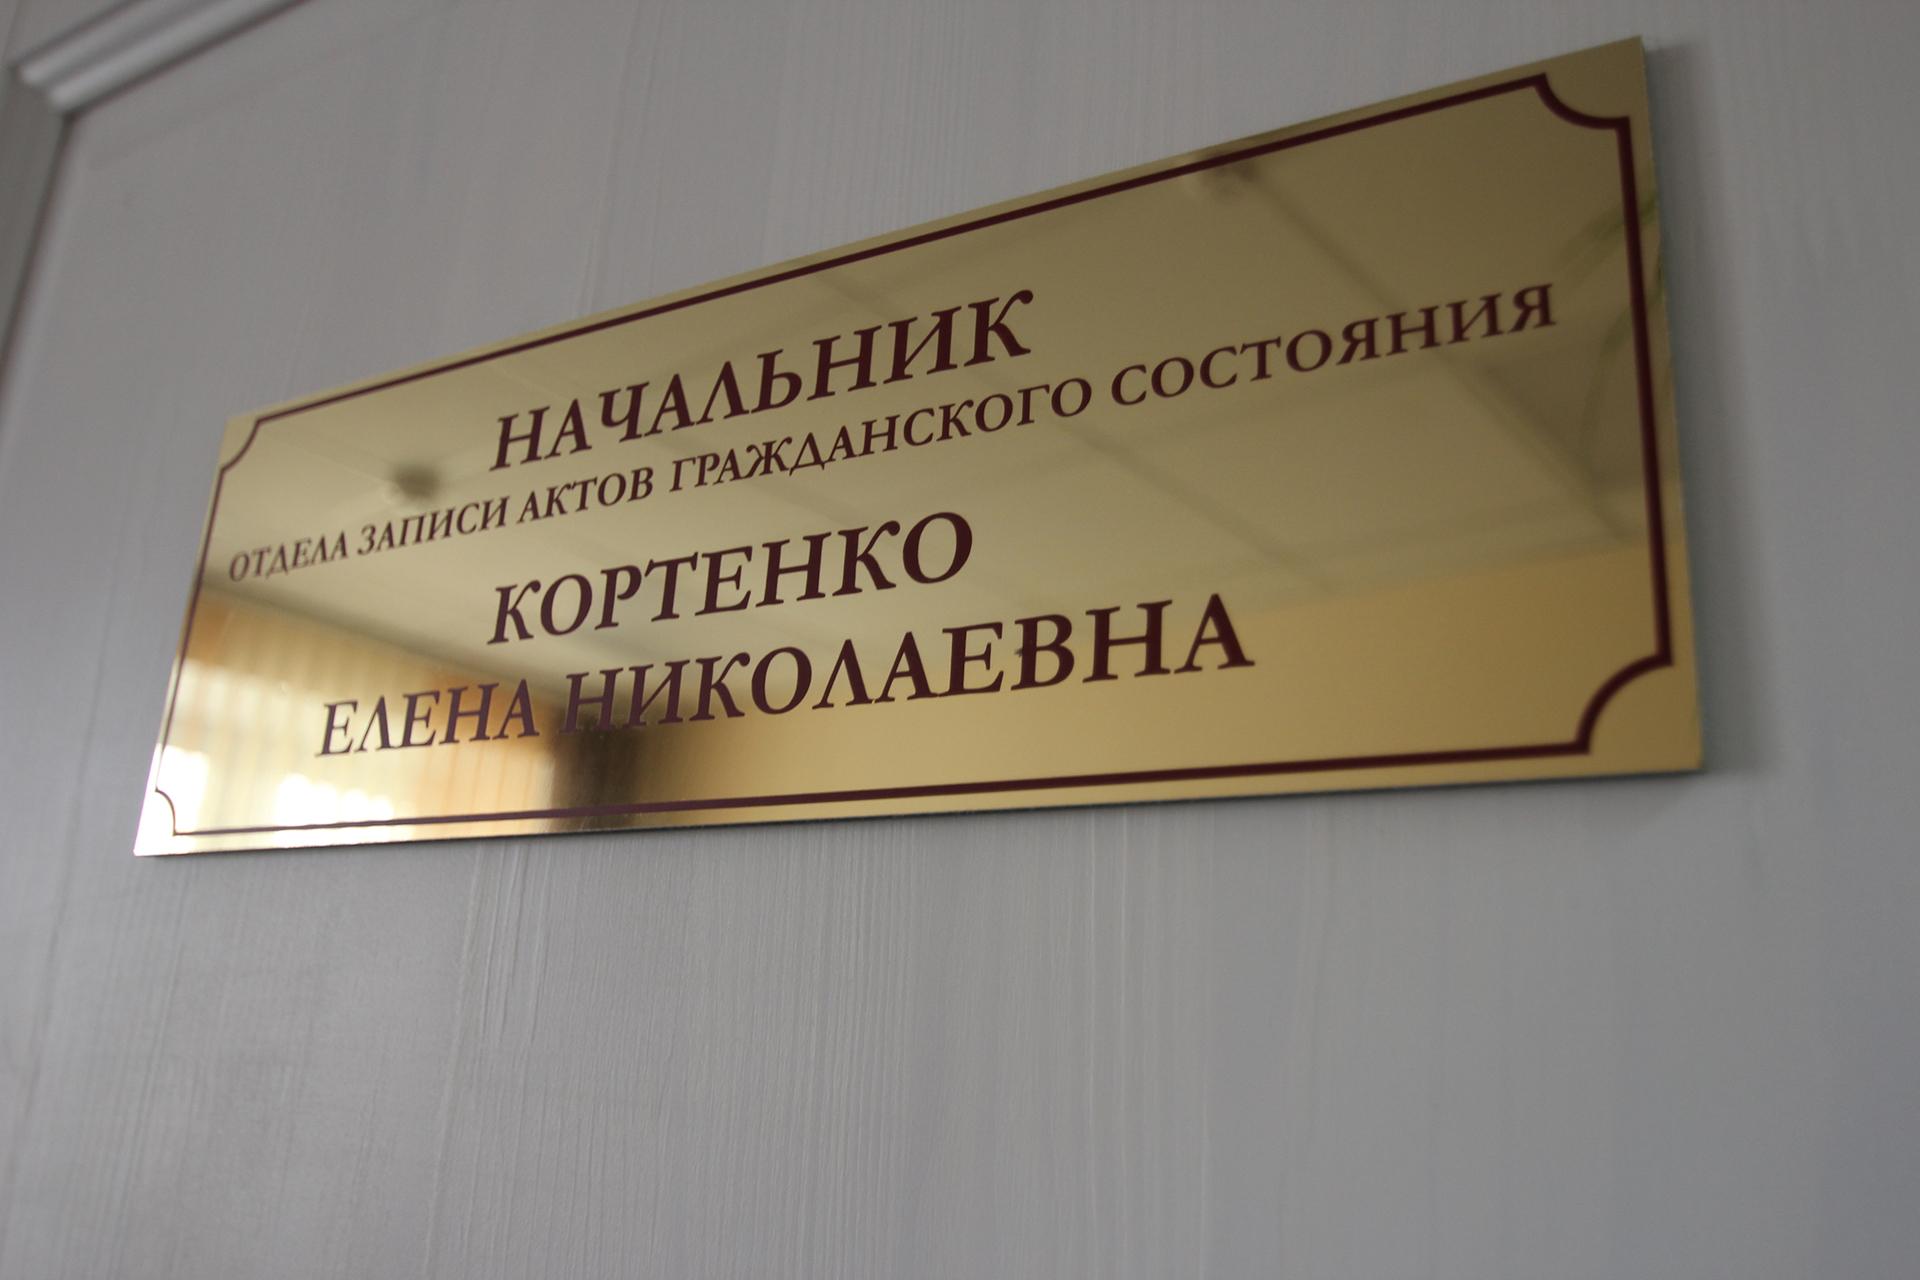 НАЧАЛЬНИК
ОТДЕЛА ЗАПИСИ АКТОВ ГРАЖДАНСКОГО СОСТОЯНИЯ
КОРТЕНКО
ЕЛЕНА НИКОЛАЕВНА